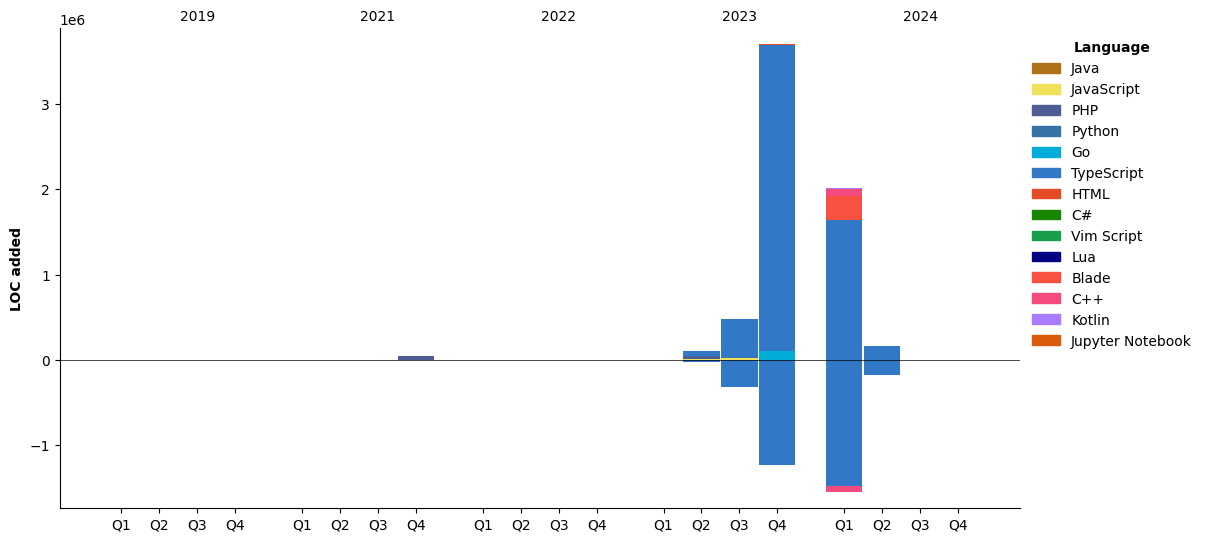 1e6
2019 2021 2022 2023 2024
LOC added
3
2
1
0
−1
Q1 Q2 Q3 Q4 Q1 Q2 Q3 Q4 Q1 Q2 Q3 Q4 Q1 Q2 Q3 Q4 Q1 Q2 Q3 Q4
Language
Java
JavaScript
PHP
Python
Go
TypeScript
HTML
C#
Vim Script
Lua
Blade
C++
Kotlin
Jupyter Notebook